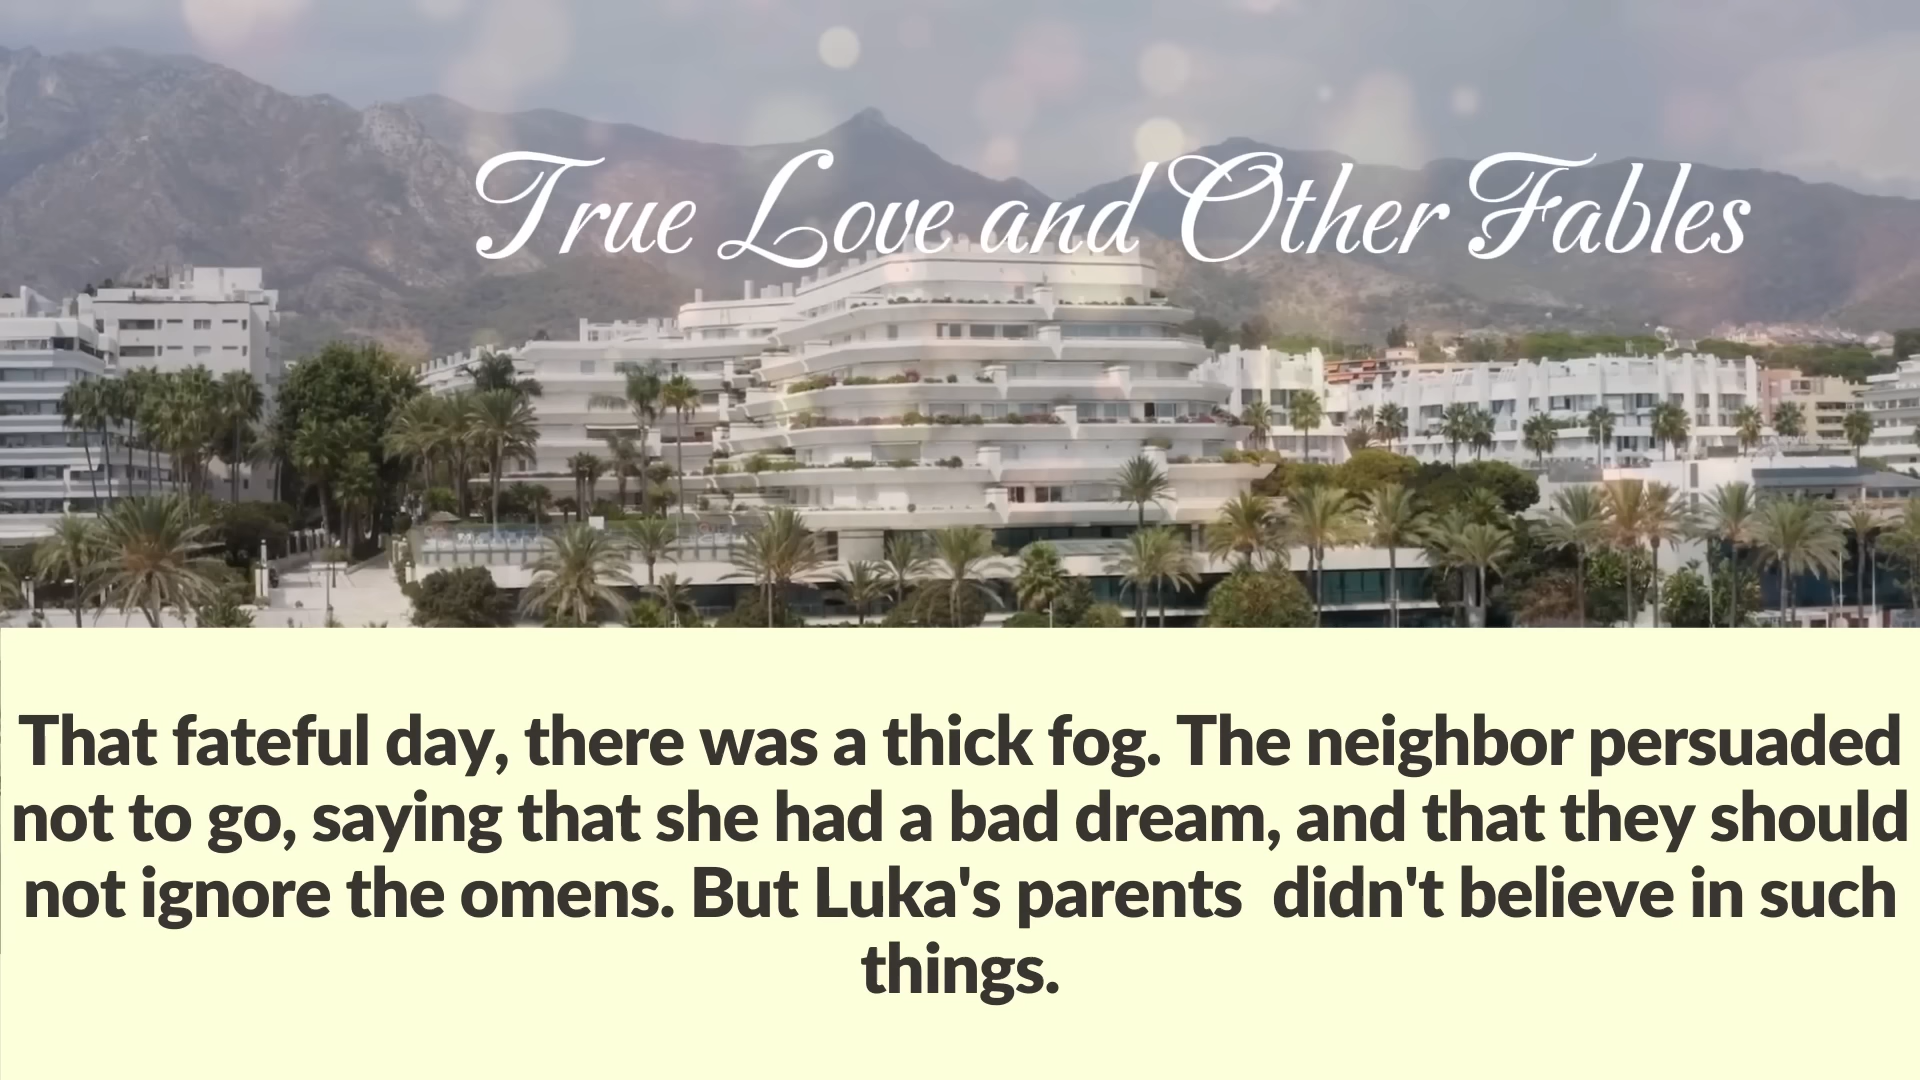 True Love and Other Fables
That fateful day, there was a thick fog. The neighbor persuaded
not to go, saying that she had a bad dream, and that they should
not ignore the omens. But Luka's parents  didn't believe in such
things.